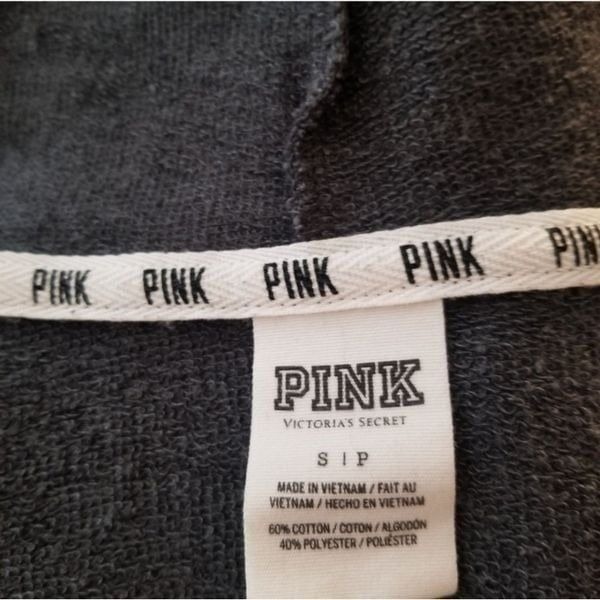 PINK PINK PINK PINK PIN
PINK
VICTORIA'S SECRET
S | P
MADE IN VIETNAM / FAIT AU
VIETNAM / HECHO EN VIETNAM
60% COTTON / COTON / ALGODÓN
40% POLYESTER / POLIÉSTER